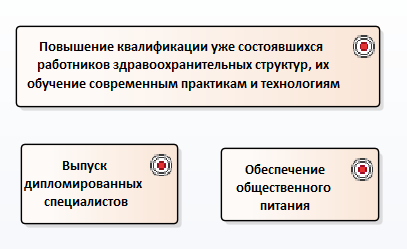 Повышение квалификации уже состоявшихся
работников здравоохранительных структур, их
обучение современным практикам и технологиям
Выпуск
дипломированных
специалистов
Обеспечение
общественного
питания